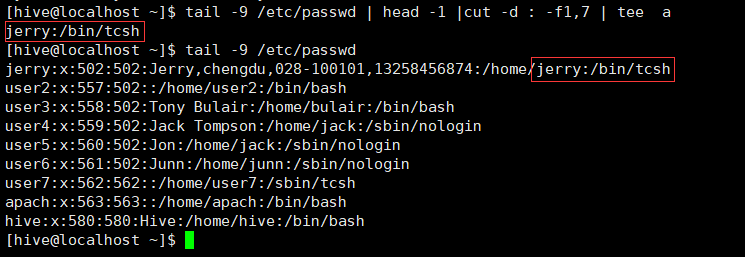 [hive@localhost ~]$ tail -9 /etc/passwd | head -1 |cut -d : -f1,7 | tee  a
jerry:/bin/tcsh
[hive@localhost ~]$ tail -9 /etc/passwd
jerry:x:502:502:Jerry,chengdu,028-100101,13258456874:/home/jerry:/bin/tcsh
user2:x:557:502::/home/user2:/bin/bash
user3:x:558:502:Tony Bulair:/home/bulair:/bin/bash
user4:x:559:502:Jack Tompson:/home/jack:/sbin/nologin
user5:x:560:502:Jon:/home/jack:/sbin/nologin
user6:x:561:502:Junn:/home/junn:/sbin/nologin
user7:x:562:562::/home/user7:/sbin/tcsh
apach:x:563:563::/home/apach:/bin/bash
hive:x:580:580:Hive:/home/hive:/bin/bash
[hive@localhost ~]$